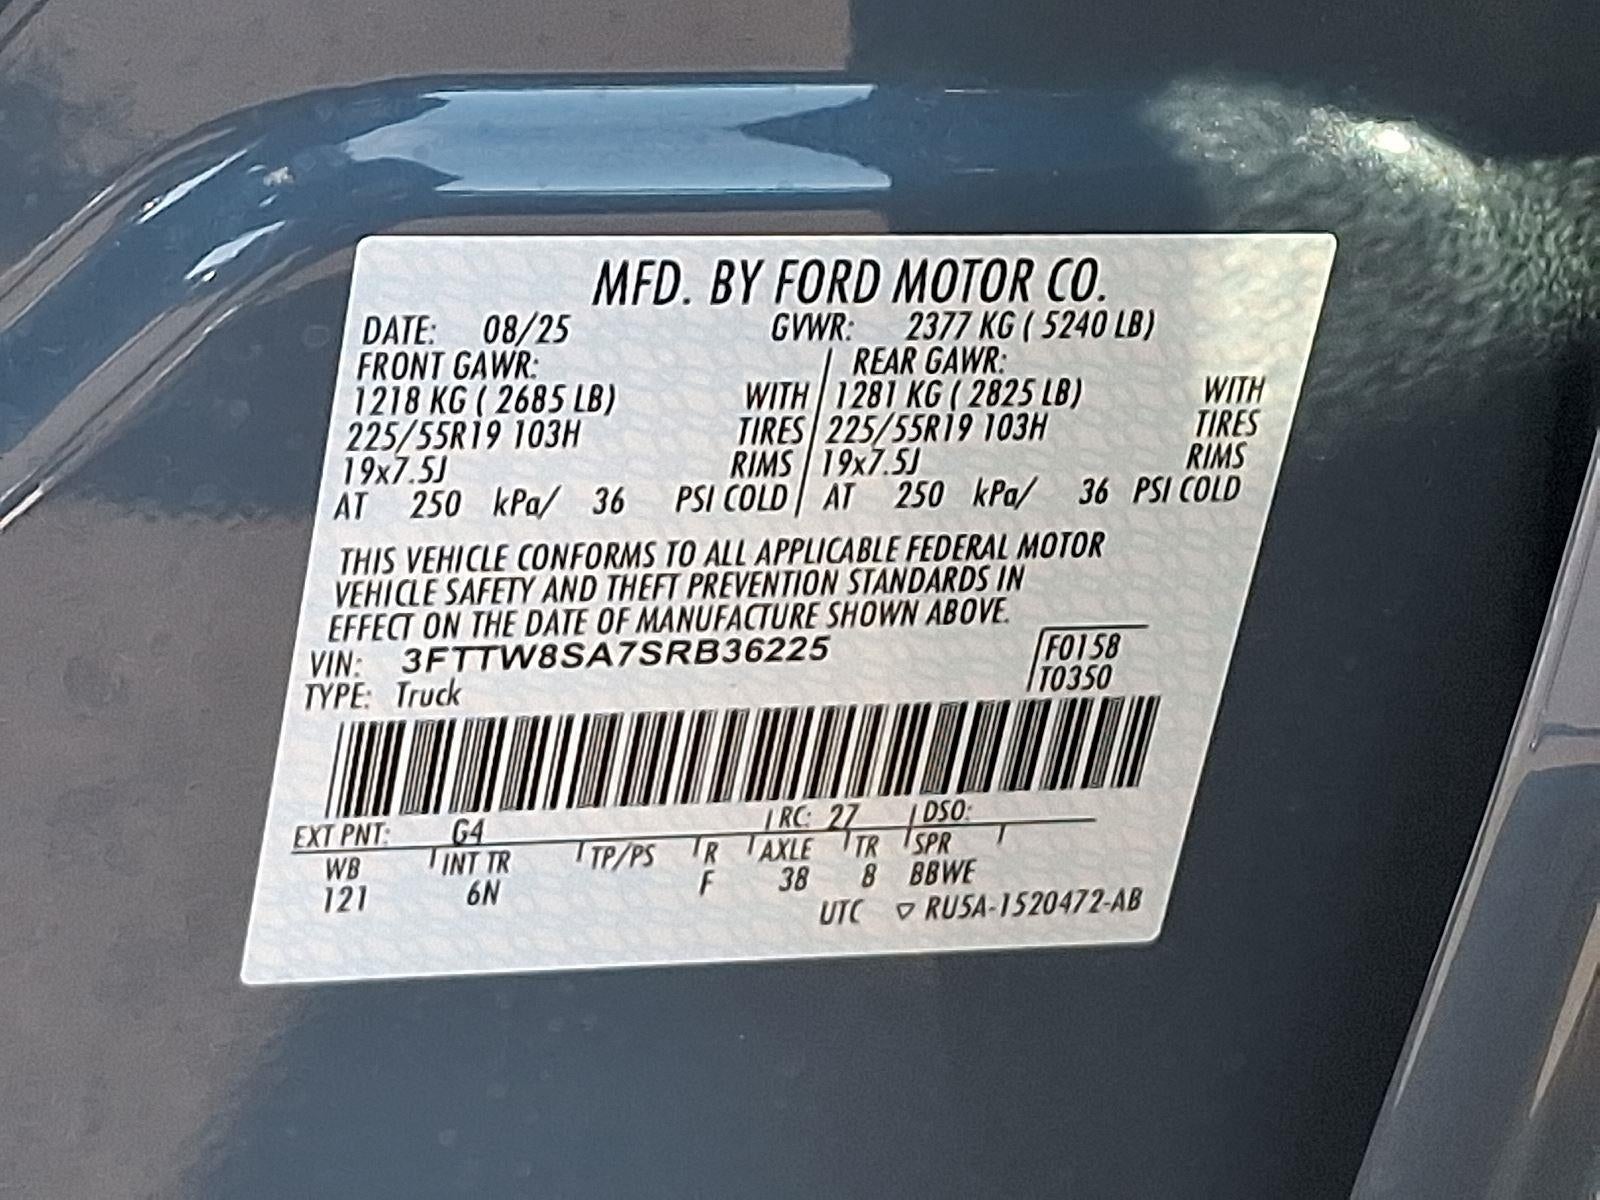 MFD. BY FORD MOTOR CO.
DATE: 08/25 GVWR: 2377 KG ( 5240 LB)
FRONT GAWR: REAR GAWR:
1218 KG ( 2685 LB) WITH 1281 KG ( 2825 LB) WITH
225/55R19 103H TIRES 225/55R19 103H TIRES
19x7.5J RIMS 19x7.5J RIMS
AT 250 kPa/ 36 PSI COLD AT 250 kPa/ 36 PSI COLD
THIS VEHICLE CONFORMS TO ALL APPLICABLE FEDERAL MOTOR
VEHICLE SAFETY AND THEFT PREVENTION STANDARDS IN
EFFECT ON THE DATE OF MANUFACTURE SHOWN ABOVE.
VIN: 3FTTW8SA7SRB36225 F0158
TYPE: Truck T0350
EXT PNT: G4 RC: 27 DSO:
WB INT TR TP/PS R AXLE TR SPR
121 6N F 38 8 BBWE
UTC ▽ RU5A-1520472-AB